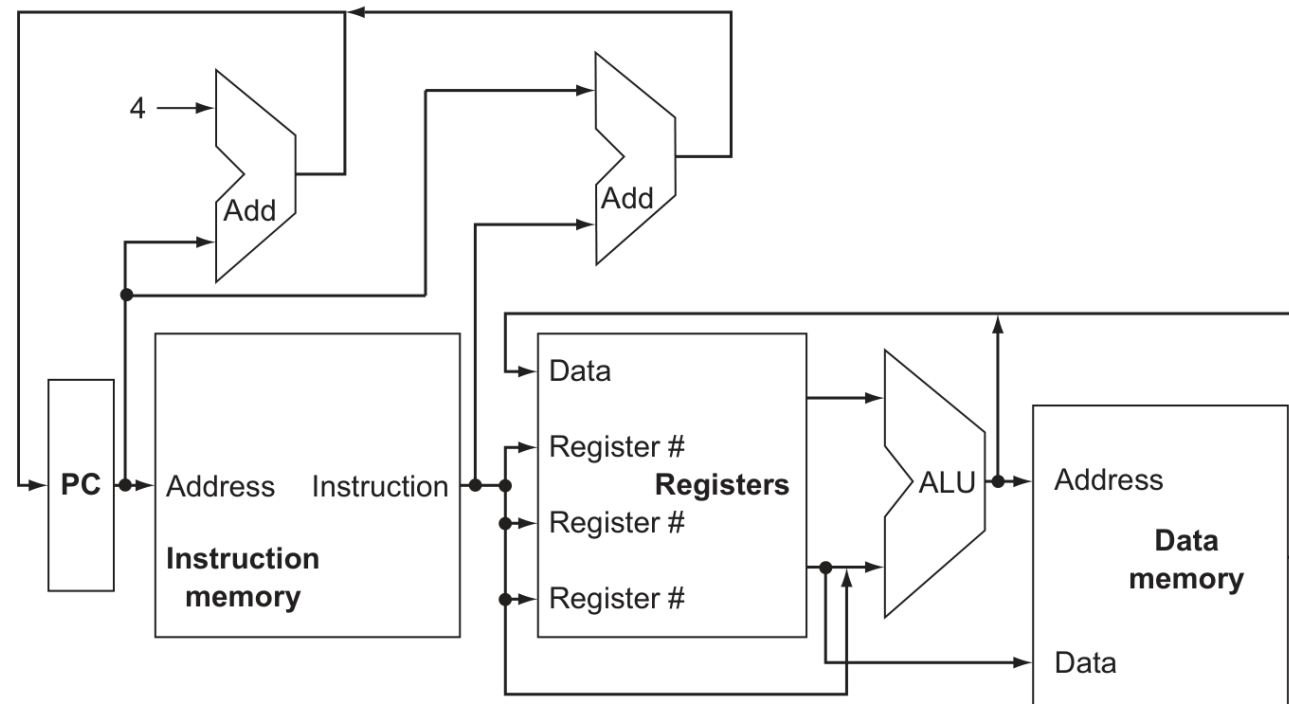 4
Add
Add
Data
Register #
PC
Address
Instruction
Registers
ALU
Address
Register #
Instruction
memory
Data
memory
Register #
Data